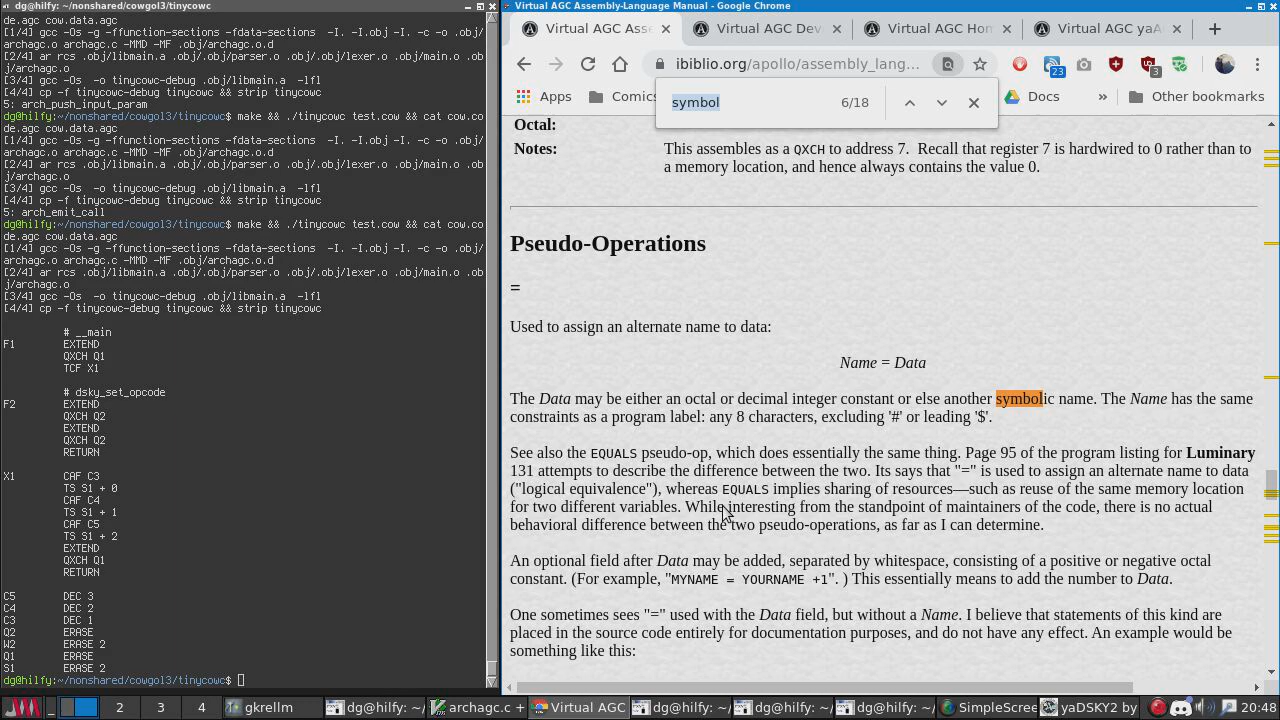 dg@hilfy: ~/nonshared/cowgol3/tinycowc
de.agc cow.data.agc
[1/4] gcc -Os -g -ffunction-sections -fdata-sections  -I. -I.obj -I. -c -o .obj/
archagc.o archagc.c -MMD -MF .obj/archagc.o.d
[2/4] ar rcs .obj/libmain.a .obj/parser.o .obj/.obj/lexer.o .obj/main.o .ob
j/archagc.o
[3/4] gcc -Os  -o tinycowc-debug .obj/libmain.a  -lfl
[4/4] cp -f tinycowc-debug tinycowc && strip tinycowc
5: arch_push_input_param
dg@hilfy:~/nonshared/cowgol3/tinycowc$ make && ./tinycowc test.cow && cat cow.co
de.agc cow.data.agc
[1/4] gcc -Os -g -ffunction-sections -fdata-sections  -I. -I.obj -I. -c -o .obj/
archagc.o archagc.c -MMD -MF .obj/archagc.o.d
[2/4] ar rcs .obj/libmain.a .obj/parser.o .obj/.obj/lexer.o .obj/main.o .ob
j/archagc.o
[3/4] gcc -Os  -o tinycowc-debug .obj/libmain.a  -lfl
[4/4] cp -f tinycowc-debug tinycowc && strip tinycowc
5: arch_emit_call
dg@hilfy:~/nonshared/cowgol3/tinycowc$ make && ./tinycowc test.cow && cat cow.co
de.agc cow.data.agc
[1/4] gcc -Os -g -ffunction-sections -fdata-sections  -I. -I.obj -I. -c -o .obj/
archagc.o archagc.c -MMD -MF .obj/archagc.o.d
[2/4] ar rcs .obj/libmain.a .obj/parser.o .obj/.obj/lexer.o .obj/main.o .ob
j/archagc.o
[3/4] gcc -Os  -o tinycowc-debug .obj/libmain.a  -lfl
[4/4] cp -f tinycowc-debug tinycowc && strip tinycowc
# __main
F1 EXTEND
QXCH Q1
TCF X1
# dsky_set_opcode
F2 EXTEND
QXCH Q2
EXTEND
QXCH Q2
RETURN
X1 CAF C3
TS S1 + 0
CAF C4
TS S1 + 1
CAF C5
TS S1 + 2
EXTEND
QXCH Q1
RETURN
C5 DEC 3
C4 DEC 2
C3 DEC 1
Q2 ERASE
W2 ERASE 2
Q1 ERASE
S1 ERASE 2
dg@hilfy:~/nonshared/cowgol3/tinycowc$
Virtual AGC Assembly-Language Manual - Google Chrome
Virtual AGC Asse
Virtual AGC Dev
Virtual AGC Hom
Virtual AGC yaA
ibiblio.org/apollo/assembly_lang...
23
3
Apps
Comics
Docs
»
symbol 6/18
Octal:
Notes: This assembles as a QXCH to address 7.  Recall that register 7 is hardwired to 0 rather than to
a memory location, and hence always contains the value 0.
Pseudo-Operations
=
Used to assign an alternate name to data:
Name = Data
The Data may be either an octal or decimal integer constant or else another symbolic name. The Name has the same
constraints as a program label: any 8 characters, excluding '#' or leading '$'.
See also the EQUALS pseudo-op, which does essentially the same thing. Page 95 of the program listing for Luminary
131 attempts to describe the difference between the two. Its says that "=" is used to assign an alternate name to data
("logical equivalence"), whereas EQUALS implies sharing of resources—such as reuse of the same memory location
for two different variables. While interesting from the standpoint of maintainers of the code, there is no actual
behavioral difference between the two pseudo-operations, as far as I can determine.
An optional field after Data may be added, separated by whitespace, consisting of a positive or negative octal
constant. (For example, "MYNAME = YOURNAME +1". ) This essentially means to add the number to Data.
One sometimes sees "=" used with the Data field, but without a Name. I believe that statements of this kind are
placed in the source code entirely for documentation purposes, and do not have any effect. An example would be
something like this:
2 3 4 gkrellm dg@hilfy: ~/ archagc.c + Virtual AGC dg@hilfy: ~/ dg@hilfy: ~/ dg@hilfy: ~/ SimpleScree yaDSKY2 by 20:48